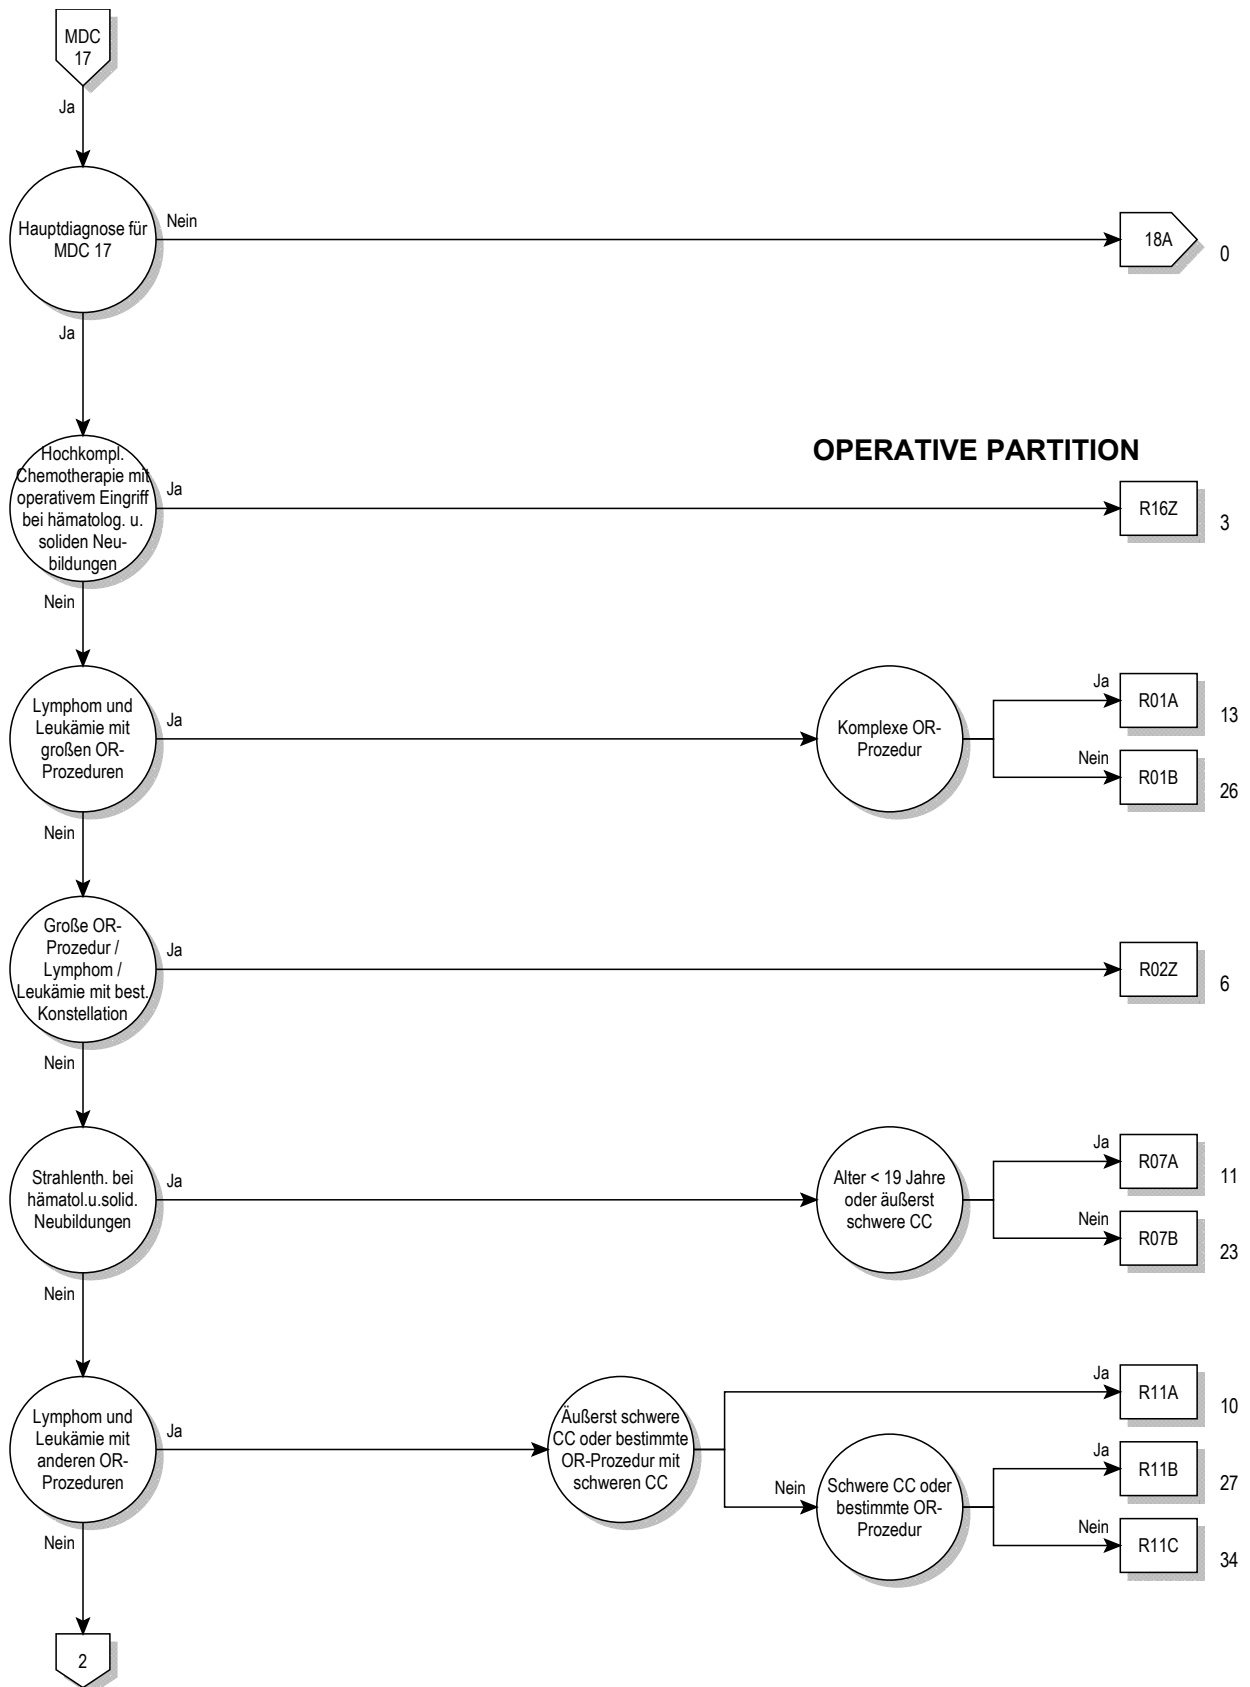 MDC
17
Ja
Hauptdiagnose für
MDC 17
Nein
18A
0
Ja
OPERATIVE PARTITION
Hochkompl.
Chemotherapie mit
operativem Eingriff
bei hämatolog. u.
soliden Neu-
bildungen
Ja
R16Z
3
Nein
Lymphom und
Leukämie mit
großen OR-
Prozeduren
Ja
Komplexe OR-
Prozedur
Ja
R01A
13
Nein
R01B
26
Nein
Große OR-
Prozedur /
Lymphom /
Leukämie mit best.
Konstellation
Ja
R02Z
6
Nein
Strahlenth. bei
hämatol.u.solid.
Neubildungen
Ja
Alter < 19 Jahre
oder äußerst
schwere CC
Ja
R07A
11
Nein
R07B
23
Nein
Lymphom und
Leukämie mit
anderen OR-
Prozeduren
Ja
Äußerst schwere
CC oder bestimmte
OR-Prozedur mit
schweren CC
Ja
R11A
10
Nein
Schwere CC oder
bestimmte OR-
Prozedur
Ja
R11B
27
Nein
R11C
34
Nein
2